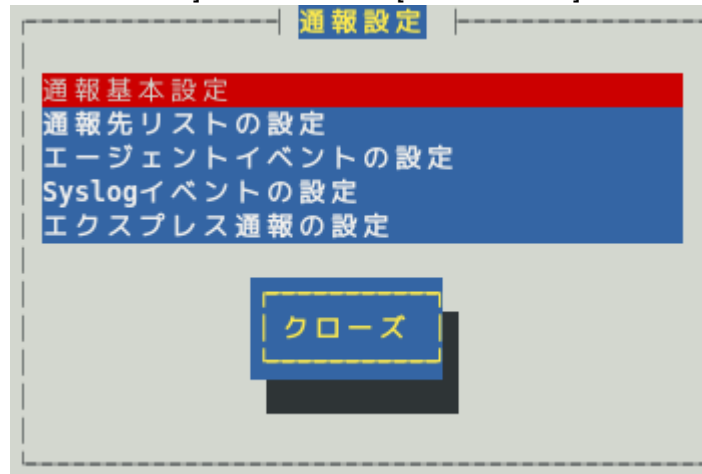 通報設定
通報基本設定
通報先リストの設定
エージェントイベントの設定
Syslogイベントの設定
エクスプレス通報の設定
クローズ